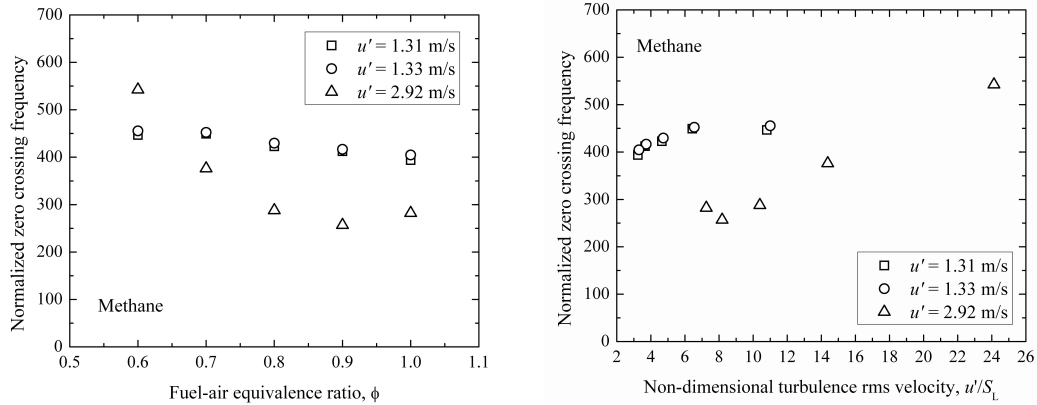 700
600
500
400
300
200
100
0
Normalized zero crossing frequency
u' = 1.31 m/s
u' = 1.33 m/s
u' = 2.92 m/s
Methane
0.5 0.6 0.7 0.8 0.9 1.0 1.1
Fuel-air equivalence ratio, ϕ
700
600
500
400
300
200
100
0
Normalized zero crossing frequency
Methane
u' = 1.31 m/s
u' = 1.33 m/s
u' = 2.92 m/s
2 4 6 8 10 12 14 16 18 20 22 24 26
Non-dimensional turbulence rms velocity, u'/S_L